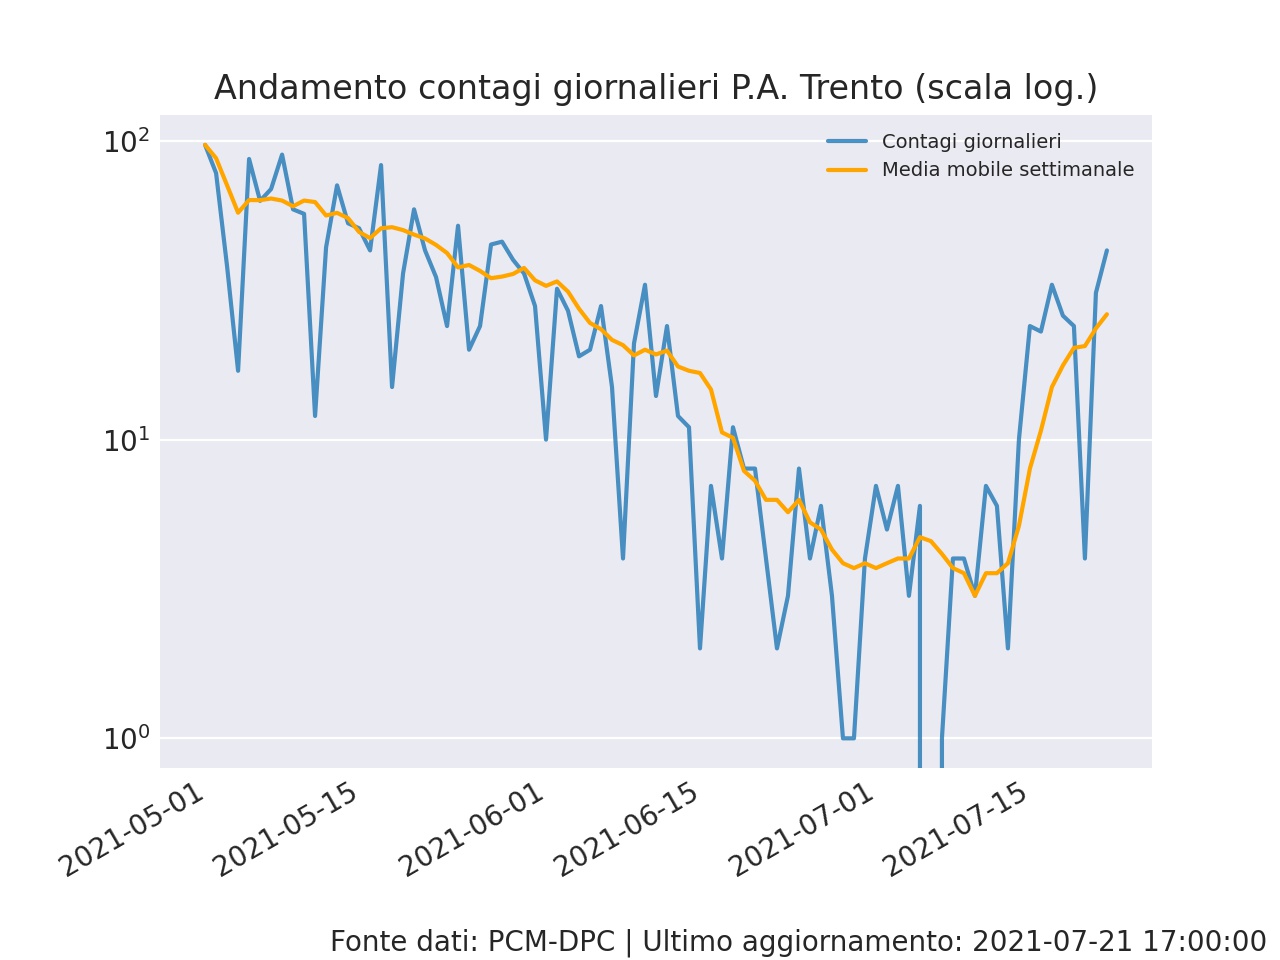 Andamento contagi giornalieri P.A. Trento (scala log.)
Contagi giornalieri
Media mobile settimanale
10²
10¹
10⁰
2021-05-01
2021-05-15
2021-06-01
2021-06-15
2021-07-01
2021-07-15
Fonte dati: PCM-DPC | Ultimo aggiornamento: 2021-07-21 17:00:00